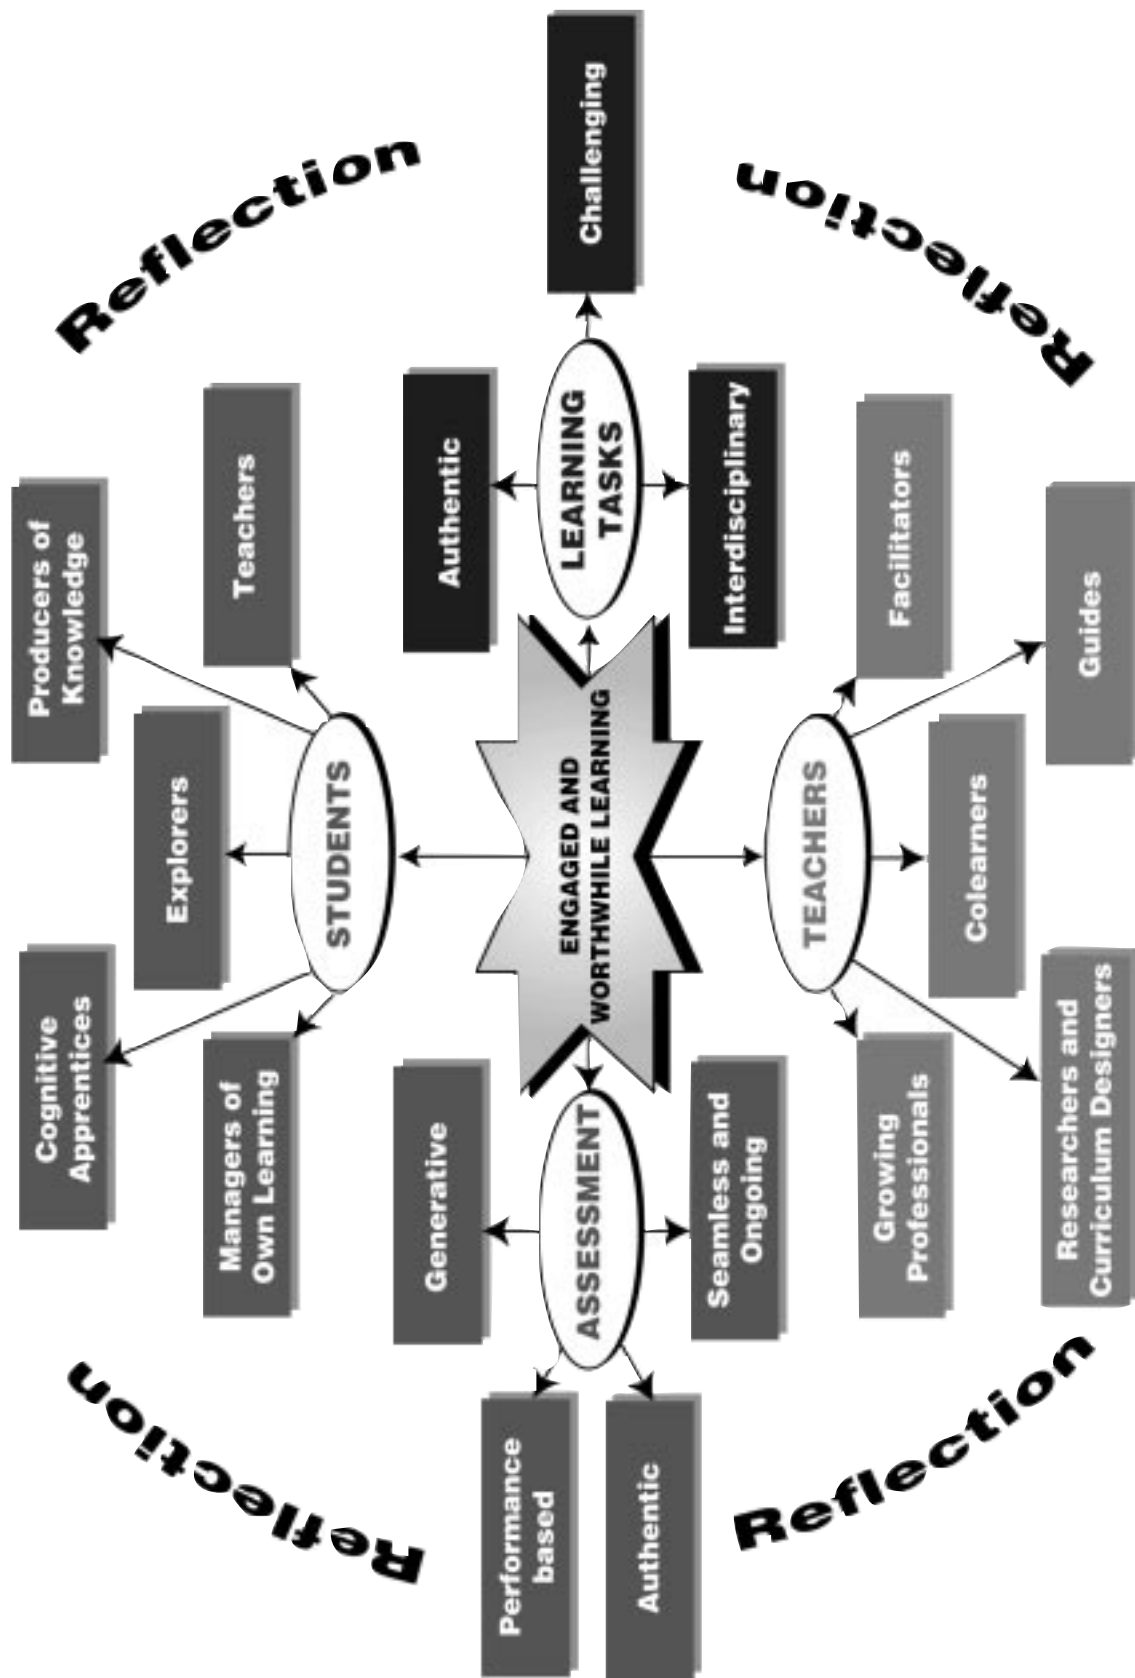 Reflection
Reflection
Cognitive
Apprentices
Producers of
Knowledge
Explorers
Managers of
Own Learning
Teachers
STUDENTS
Generative
Authentic
Performance
based
Authentic
ASSESSMENT
ENGAGED AND
WORTHWHILE LEARNING
LEARNING
TASKS
Challenging
Seamless and
Ongoing
Interdisciplinary
TEACHERS
Growing
Professionals
Facilitators
Colearners
Researchers and
Curriculum Designers
Guides
Reflection
Reflection